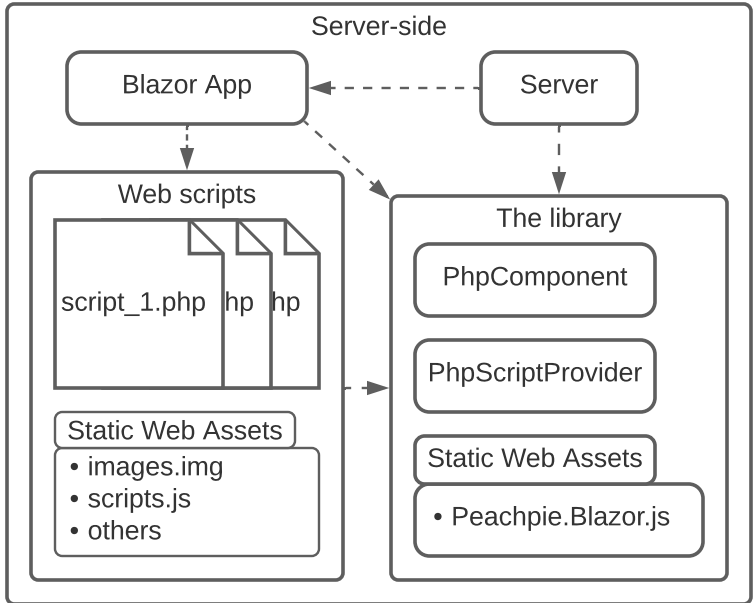 Server-side
Blazor App
Server
Web scripts
script_1.php
hp
hp
Static Web Assets
• images.img
• scripts.js
• others
The library
PhpComponent
PhpScriptProvider
Static Web Assets
• Peachpie.Blazor.js